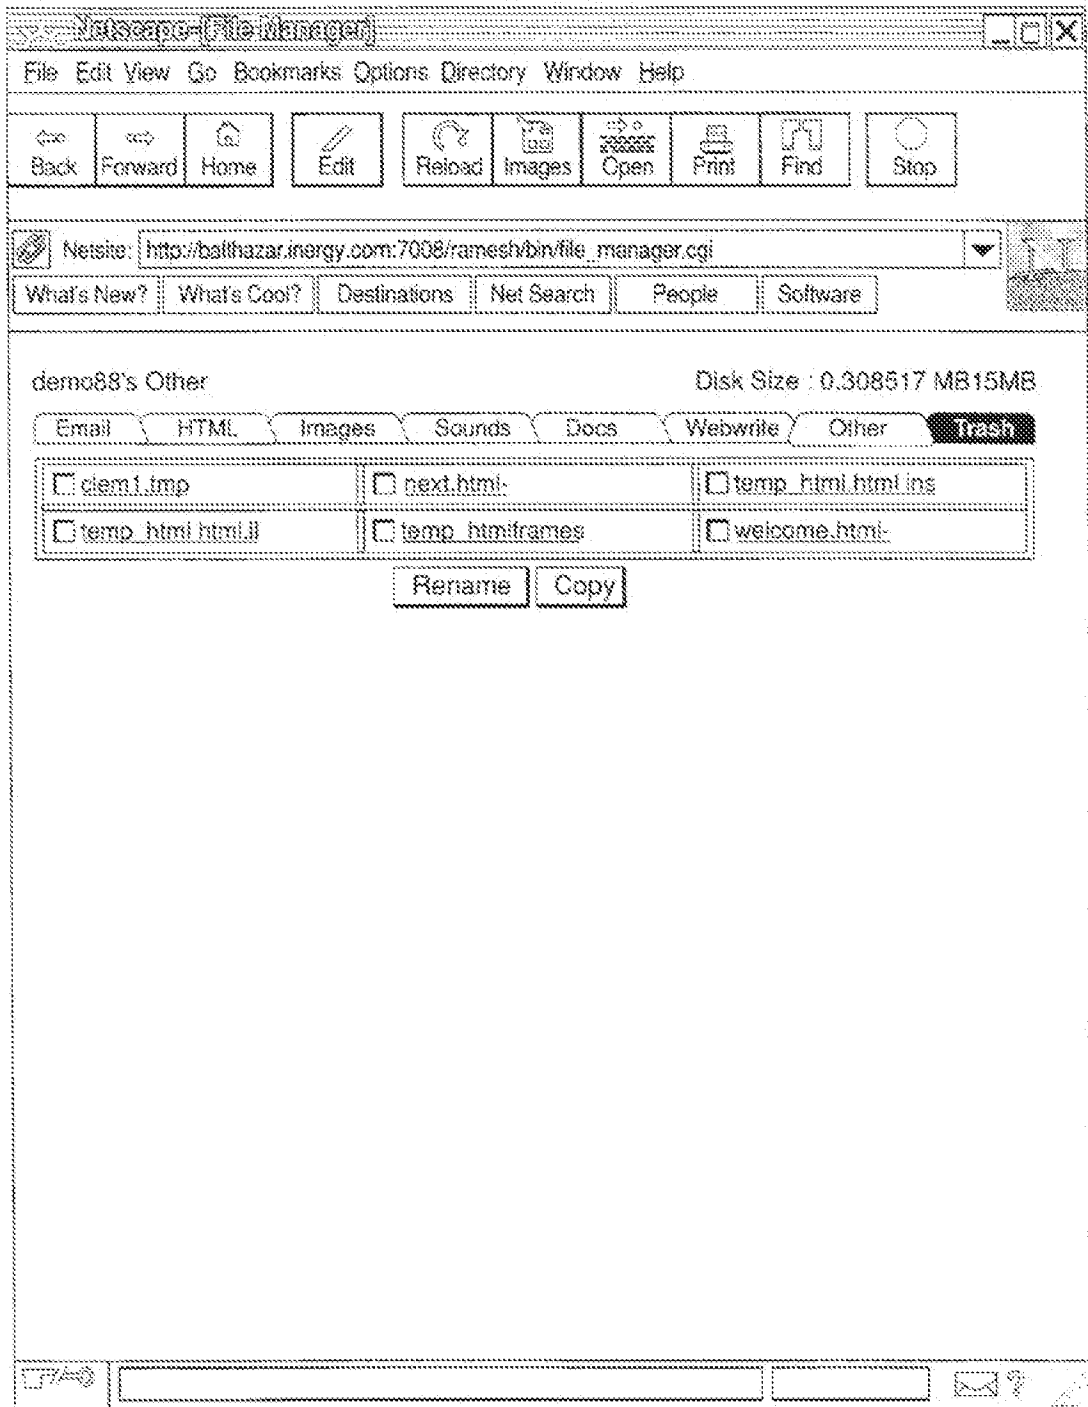 Netscape-[File Manager]
File Edit View Go Bookmarks Options Directory Window Help
Back Forward Home Edit Reload Images Open Print Find Stop
Netsite: http://balthazar.inergy.com:7008/ramesh/bin/file_manager.cgi
N
What's New? What's Cool? Destinations Net Search People Software
demo88's Other Disk Size : 0.308517 MB15MB
Email HTML Images Sounds Docs Webwrite Other Trash
clem1.tmp next.html- temp_html.html.ins
temp_html.html.il temp_htmlframes welcome.html-
Rename Copy
?